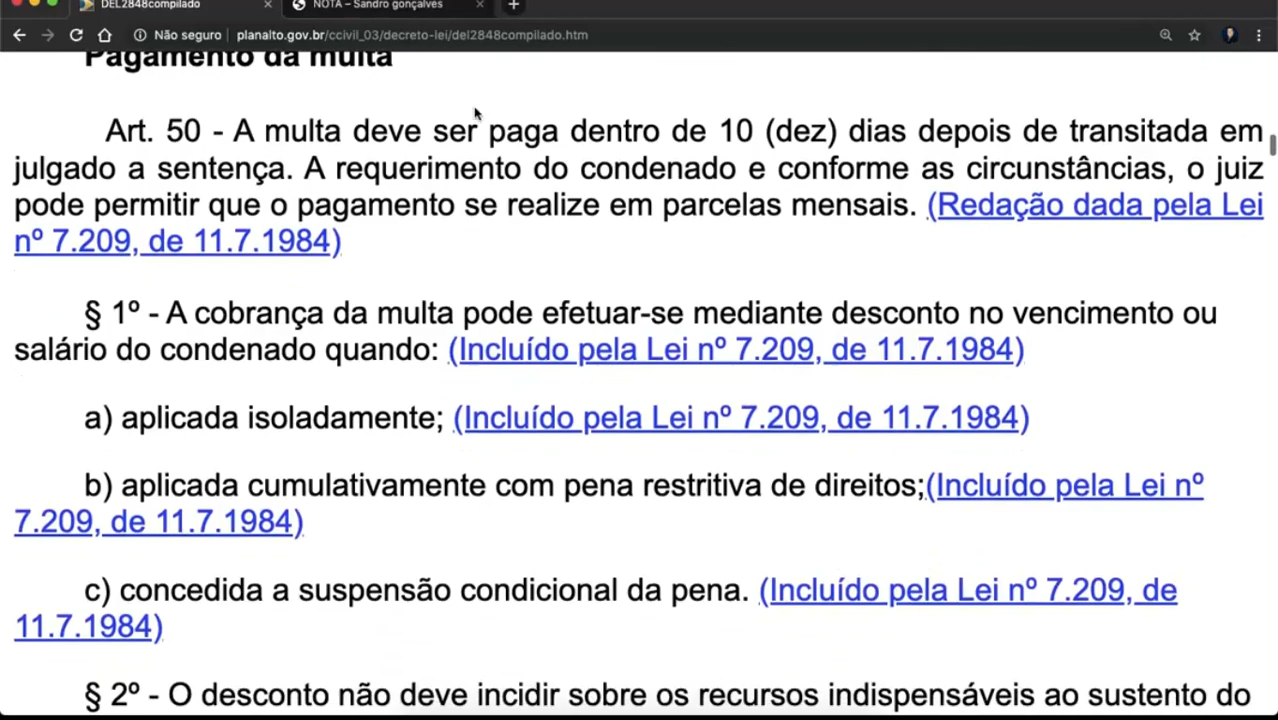 DEL2848compilado
NOTA – Sandro gonçalves
Não seguro
planalto.gov.br/ccivil_03/decreto-lei/del2848compilado.htm
Pagamento da multa
Art. 50 - A multa deve ser paga dentro de 10 (dez) dias depois de transitada em
julgado a sentença. A requerimento do condenado e conforme as circunstâncias, o juiz
pode permitir que o pagamento se realize em parcelas mensais. (Redação dada pela Lei
nº 7.209, de 11.7.1984)
§ 1º - A cobrança da multa pode efetuar-se mediante desconto no vencimento ou
salário do condenado quando: (Incluído pela Lei nº 7.209, de 11.7.1984)
a) aplicada isoladamente; (Incluído pela Lei nº 7.209, de 11.7.1984)
b) aplicada cumulativamente com pena restritiva de direitos;(Incluído pela Lei nº
7.209, de 11.7.1984)
c) concedida a suspensão condicional da pena. (Incluído pela Lei nº 7.209, de
11.7.1984)
§ 2º - O desconto não deve incidir sobre os recursos indispensáveis ao sustento do